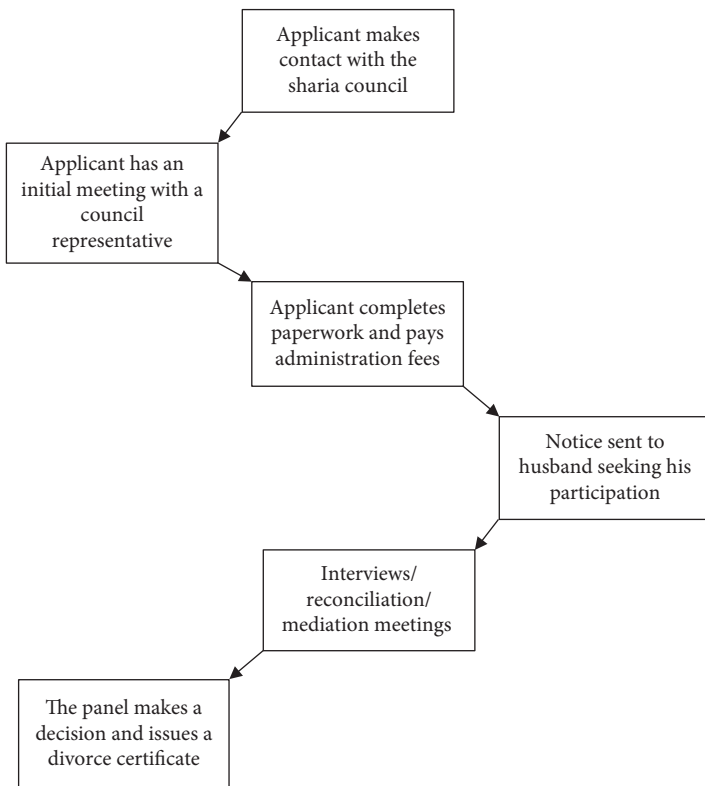 Applicant makes
contact with the
sharia council
Applicant has an
initial meeting with a
council
representative
Applicant completes
paperwork and pays
administration fees
Notice sent to
husband seeking his
participation
Interviews/
reconciliation/
mediation meetings
The panel makes a
decision and issues a
divorce certificate